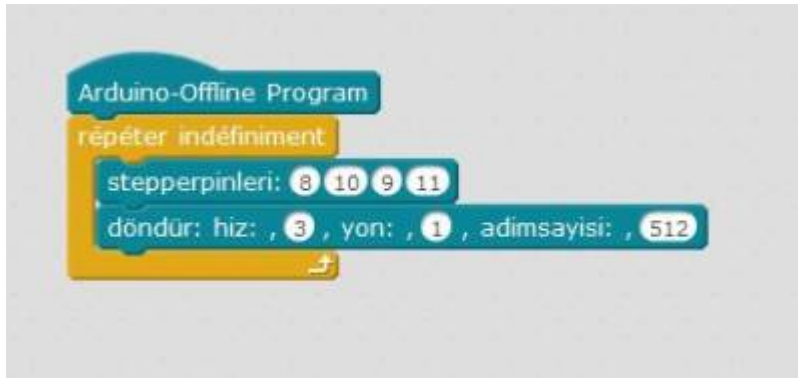 Arduino-Offline Program
répéter indéfiniment
stepperpinleri: 8 10 9 11
döndür: hiz: , 3 , yon: , 1 , adimsayisi: , 512